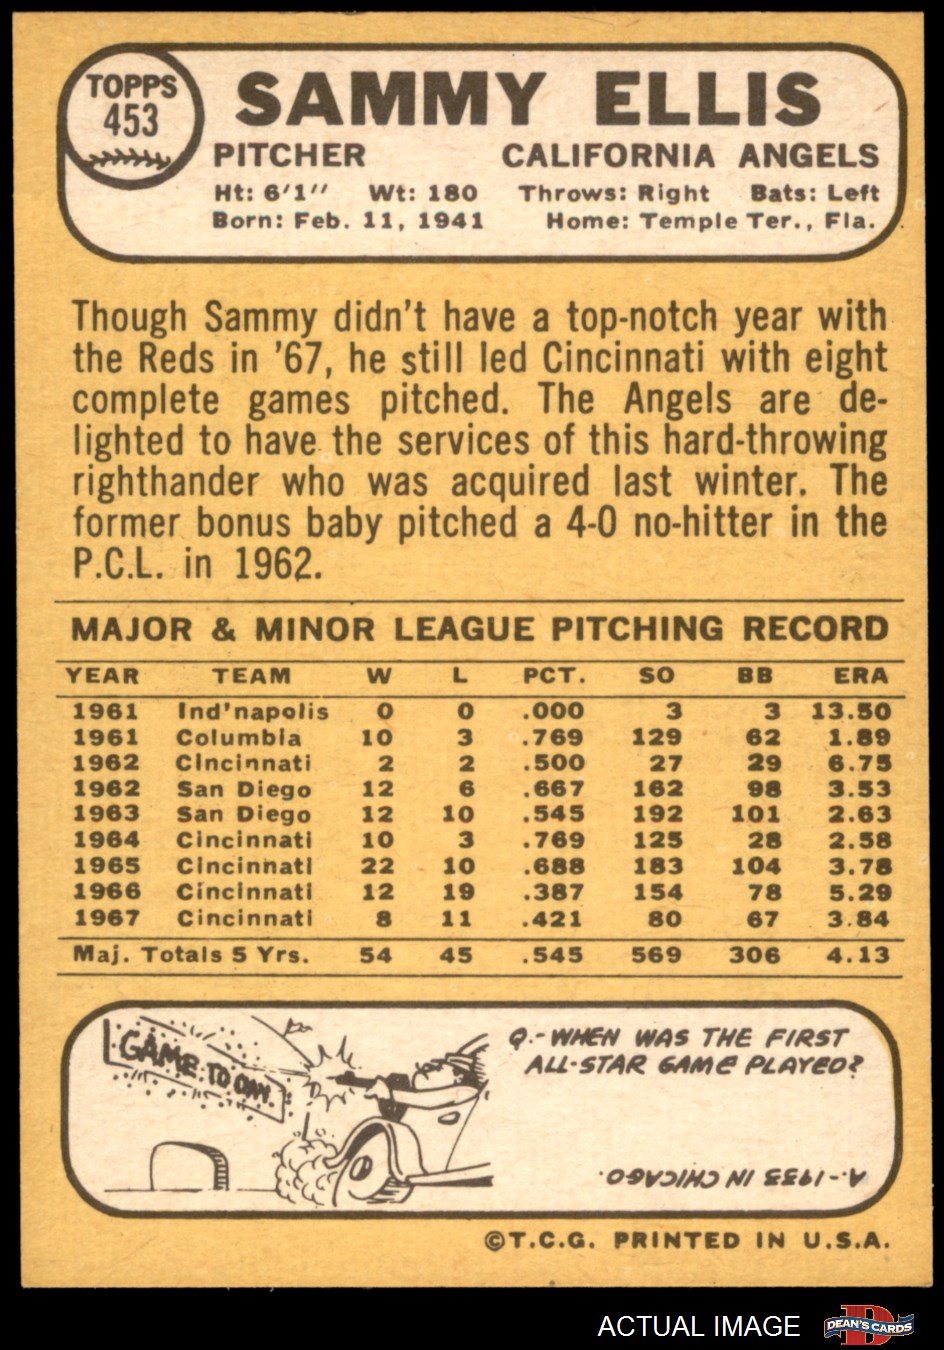 TOPPS
453
SAMMY ELLIS
PITCHER CALIFORNIA ANGELS
Ht: 6'1" Wt: 180 Throws: Right Bats: Left
Born: Feb. 11, 1941 Home: Temple Ter., Fla.
Though Sammy didn't have a top-notch year with
the Reds in '67, he still led Cincinnati with eight
complete games pitched. The Angels are de-
lighted to have the services of this hard-throwing
righthander who was acquired last winter. The
former bonus baby pitched a 4-0 no-hitter in the
P.C.L. in 1962.
MAJOR & MINOR LEAGUE PITCHING RECORD
YEAR TEAM W L PCT. SO BB ERA
1961 Ind'napolis 0 0 .000 3 3 13.50
1961 Columbia 10 3 .769 129 62 1.89
1962 Cincinnati 2 2 .500 27 29 6.75
1962 San Diego 12 6 .667 162 98 3.53
1963 San Diego 12 10 .545 192 101 2.63
1964 Cincinnati 10 3 .769 125 28 2.58
1965 Cincinnati 22 10 .688 183 104 3.78
1966 Cincinnati 12 19 .387 154 78 5.29
1967 Cincinnati 8 11 .421 80 67 3.84
Maj. Totals 5 Yrs. 54 45 .545 569 306 4.13
GAME TODAY
Q.-WHEN WAS THE FIRST
ALL-STAR GAME PLAYED?
A.-1933 IN CHICAGO.
©T.C.G. PRINTED IN U.S.A.
ACTUAL IMAGE
DEAN'S CARDS